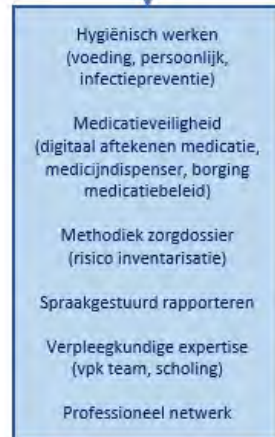 Hygiënisch werken
(voeding, persoonlijk,
infectiepreventie)
Medicatieveiligheid
(digitaal aftekenen medicatie,
medicijndispenser, borging
medicatiebeleid)
Methodiek zorgdossier
(risico inventarisatie)
Spraakgestuurd rapporteren
Verpleegkundige expertise
(vpk team, scholing)
Professioneel netwerk